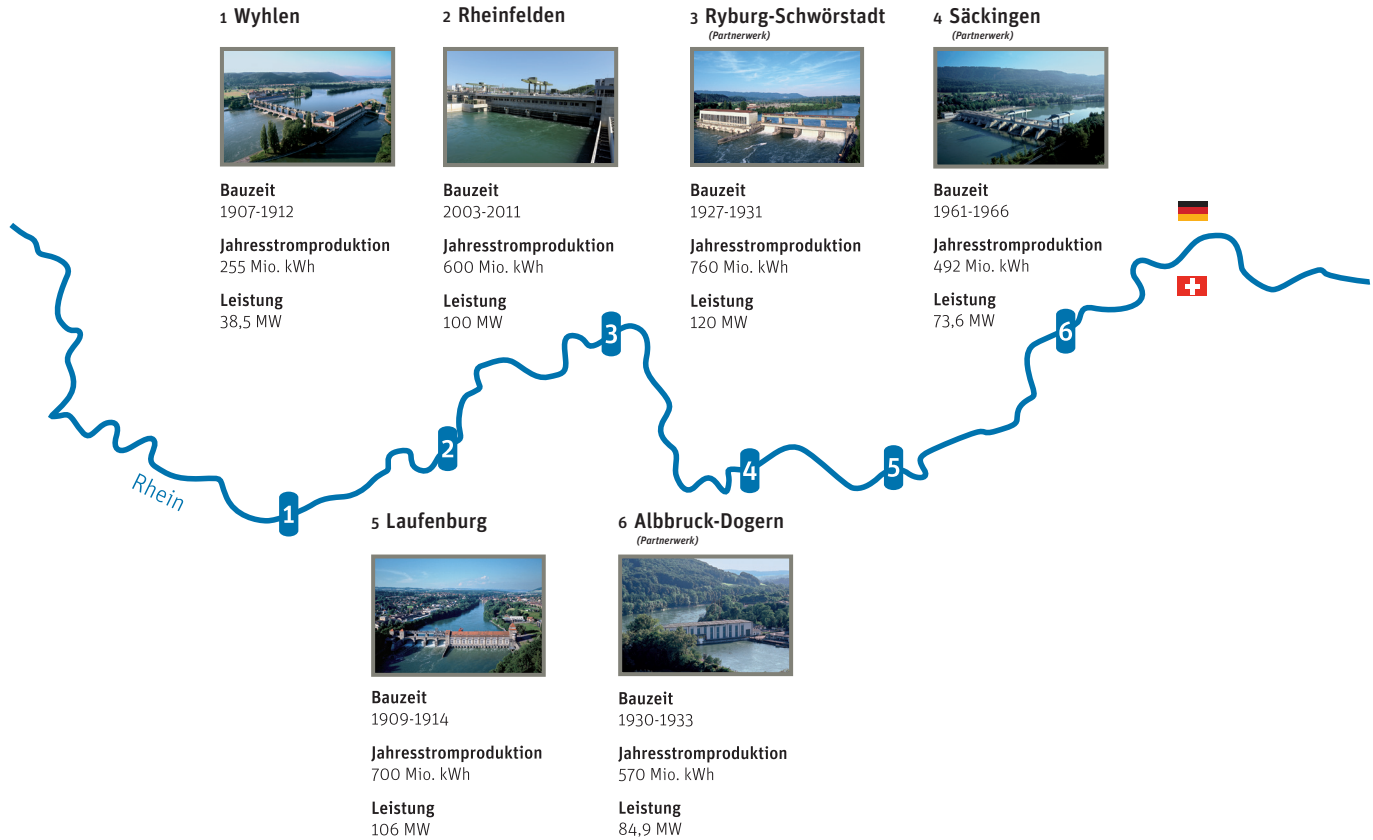 1 Wyhlen
Bauzeit
1907-1912
Jahresstromproduktion
255 Mio. kWh
Leistung
38,5 MW
2 Rheinfelden
Bauzeit
2003-2011
Jahresstromproduktion
600 Mio. kWh
Leistung
100 MW
3 Ryburg-Schwörstadt
(Partnerwerk)
Bauzeit
1927-1931
Jahresstromproduktion
760 Mio. kWh
Leistung
120 MW
4 Säckingen
(Partnerwerk)
Bauzeit
1961-1966
Jahresstromproduktion
492 Mio. kWh
Leistung
73,6 MW
Rhein
1
2
3
4
5
6
5 Laufenburg
Bauzeit
1909-1914
Jahresstromproduktion
700 Mio. kWh
Leistung
106 MW
6 Albbruck-Dogern
(Partnerwerk)
Bauzeit
1930-1933
Jahresstromproduktion
570 Mio. kWh
Leistung
84,9 MW